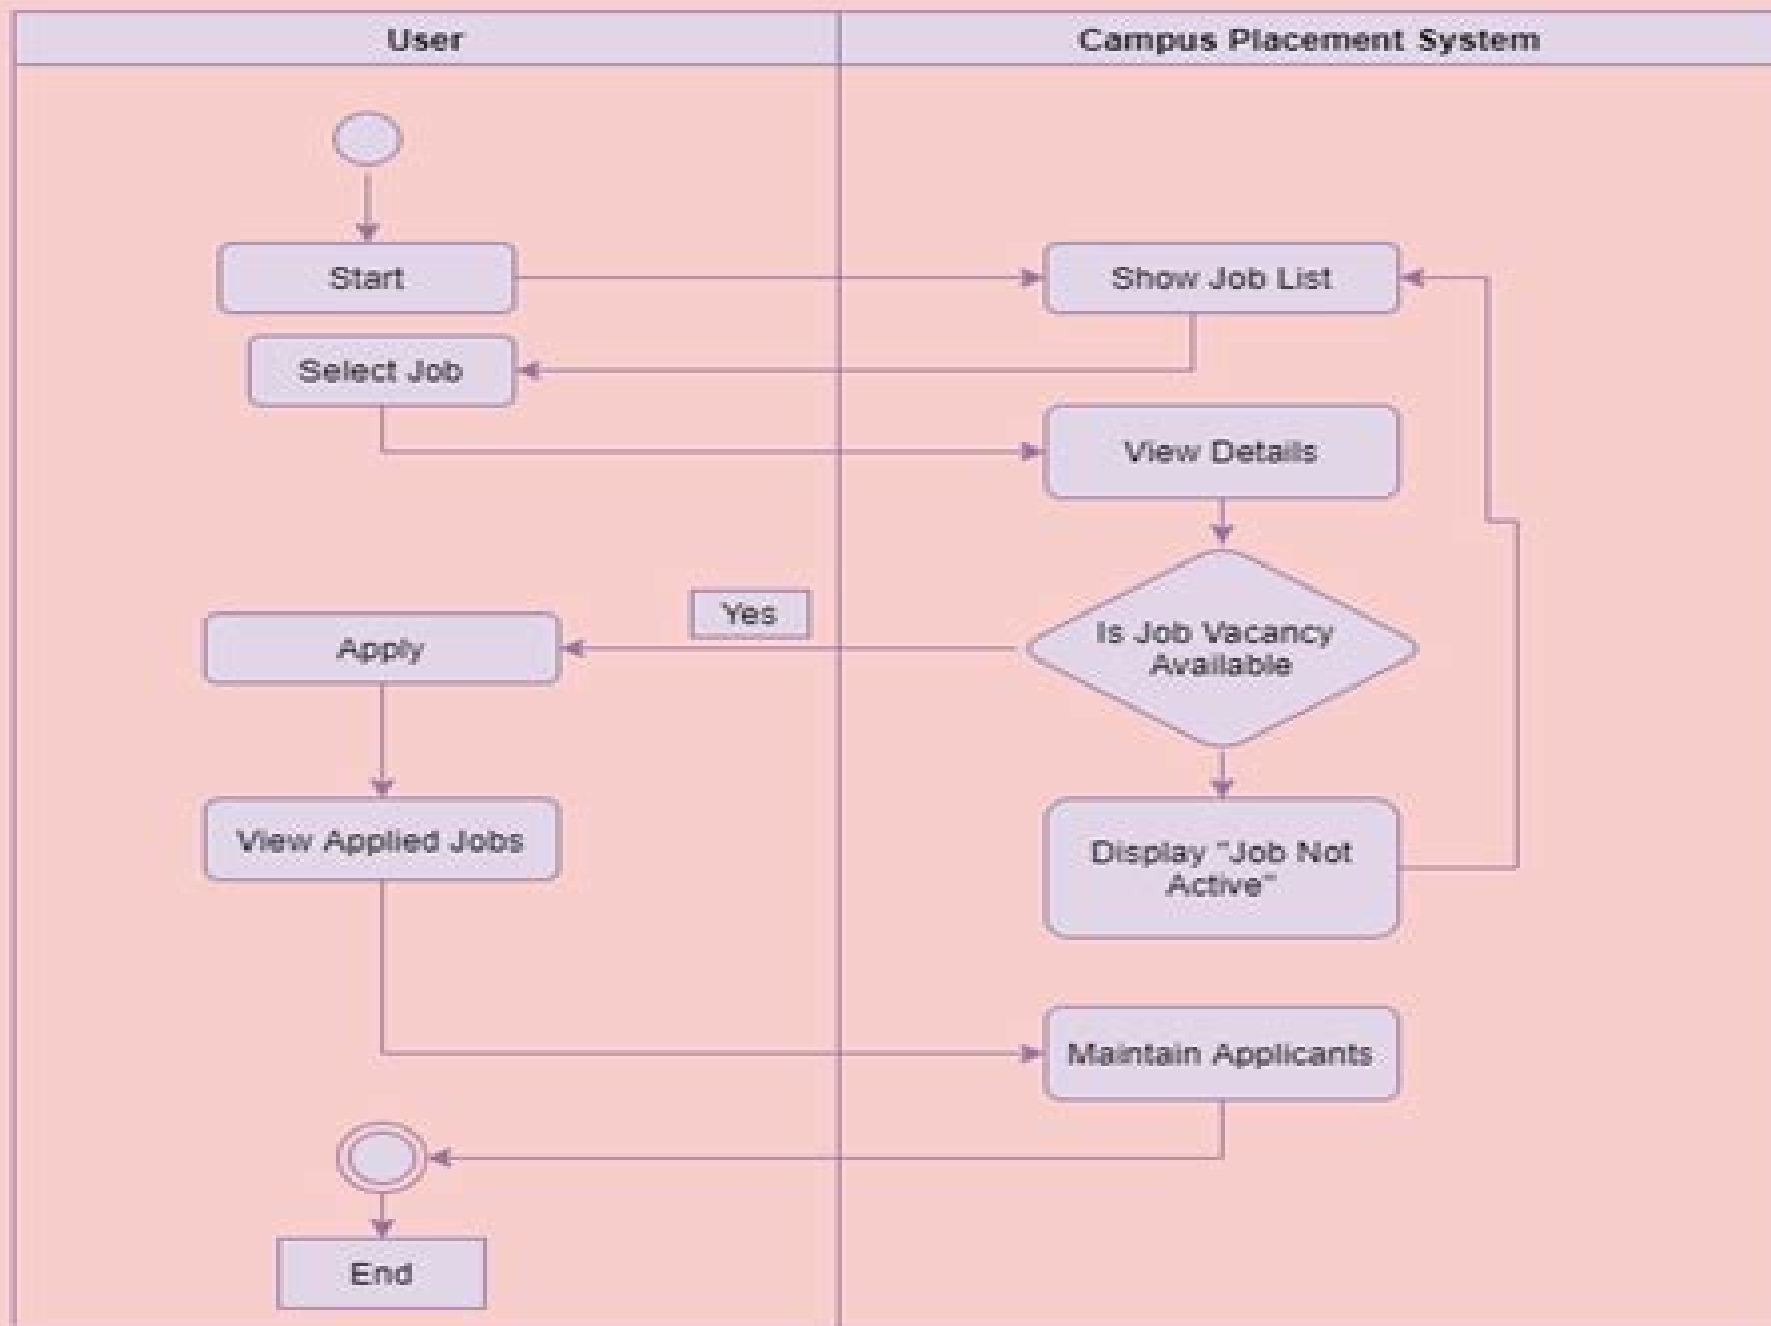 User
Campus Placement System
Start
Show Job List
Select Job
View Details
Yes
Is Job Vacancy
Available
Apply
View Applied Jobs
Display "Job Not
Active"
Maintain Applicants
End